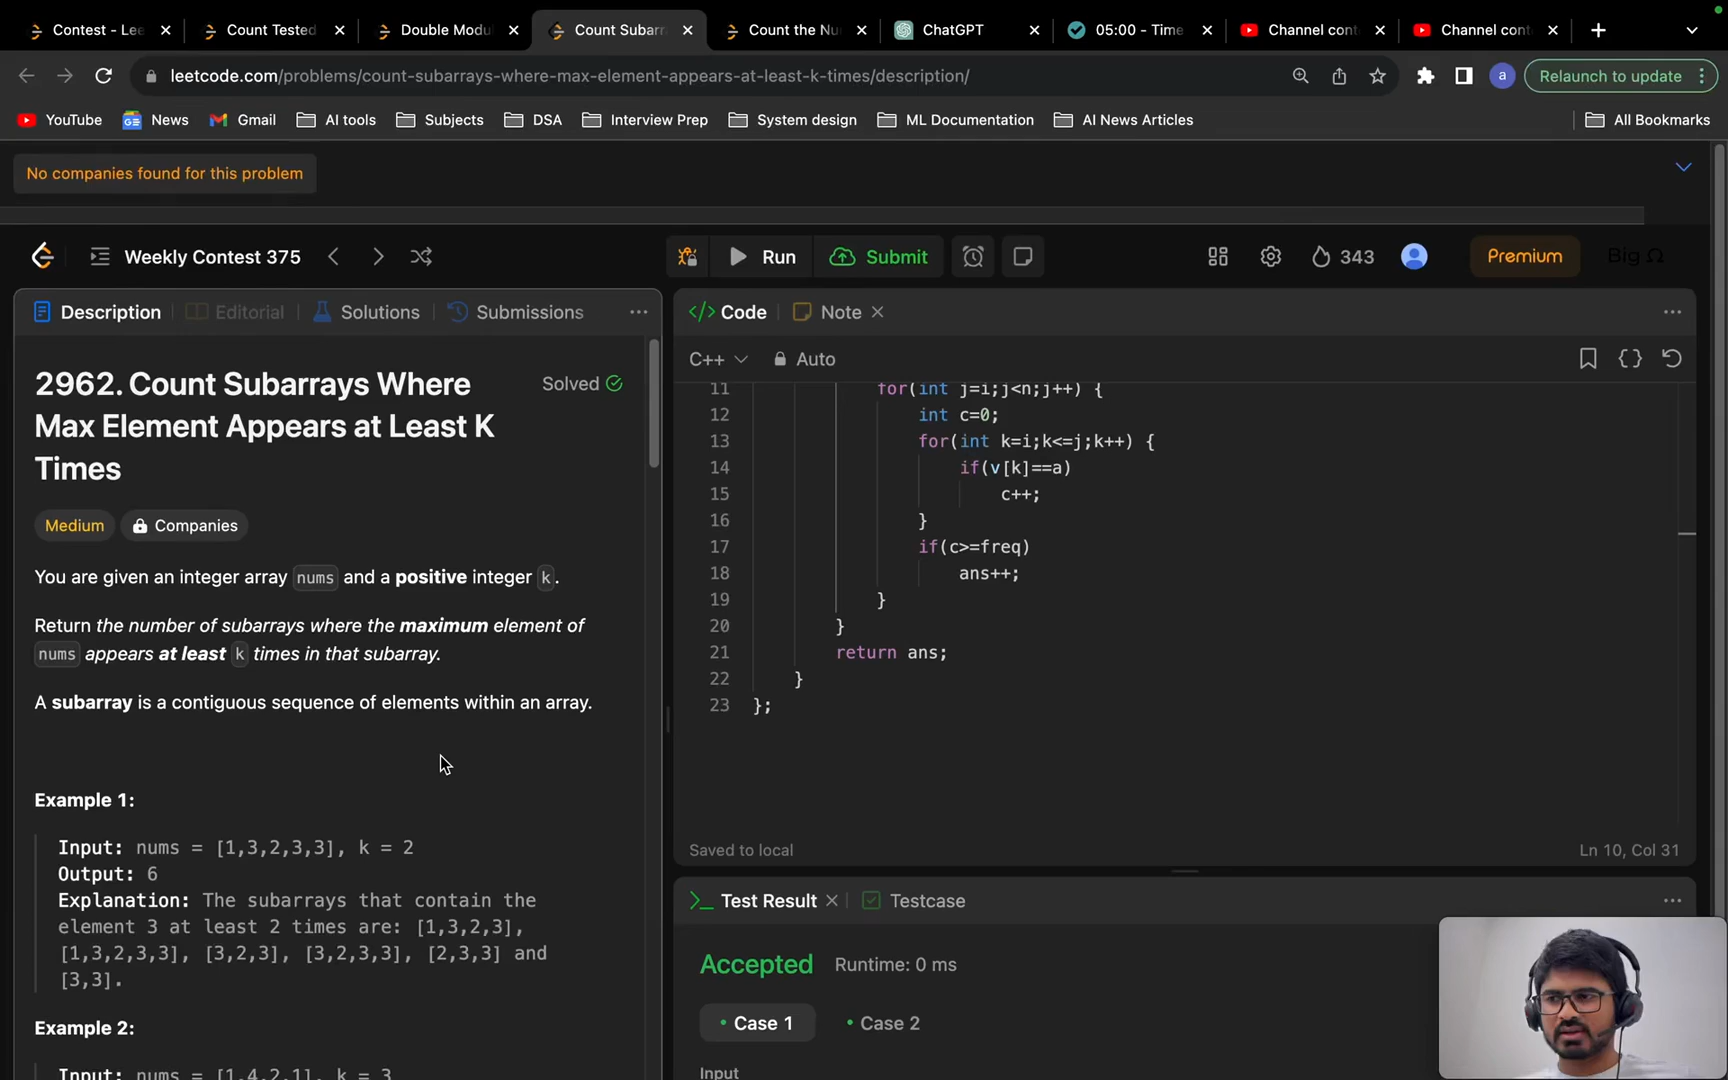 Contest - Lee
Count Tested
Double Modu
Count Subarr
Count the Nu
ChatGPT
05:00 - Time
Channel cont
Channel cont
leetcode.com/problems/count-subarrays-where-max-element-appears-at-least-k-times/description/
a
Relaunch to update
YouTube
News
Gmail
AI tools
Subjects
DSA
Interview Prep
System design
ML Documentation
AI News Articles
All Bookmarks
No companies found for this problem
Weekly Contest 375
Run
Submit
343
Premium
Big Ω
Description
Editorial
Solutions
Submissions
Code
Note
2962. Count Subarrays Where
Max Element Appears at Least K
Times
Solved
Medium
Companies
You are given an integer array nums and a positive integer k.
Return the number of subarrays where the maximum element of
nums appears at least k times in that subarray.
A subarray is a contiguous sequence of elements within an array.
Example 1:
Input: nums = [1,3,2,3,3], k = 2
Output: 6
Explanation: The subarrays that contain the
element 3 at least 2 times are: [1,3,2,3],
[1,3,2,3,3], [3,2,3], [3,2,3,3], [2,3,3] and
[3,3].
Example 2:
Input: nums = [1,4,2,1], k = 3
C++
Auto
11 for(int j=i;j<n;j++) {
12 int c=0;
13 for(int k=i;k<=j;k++) {
14 if(v[k]==a)
15 c++;
16 }
17 if(c>=freq)
18 ans++;
19 }
20 }
21 return ans;
22 }
23 };
Saved to local
Ln 10, Col 31
Test Result
Testcase
Accepted
Runtime: 0 ms
Case 1
Case 2
Input